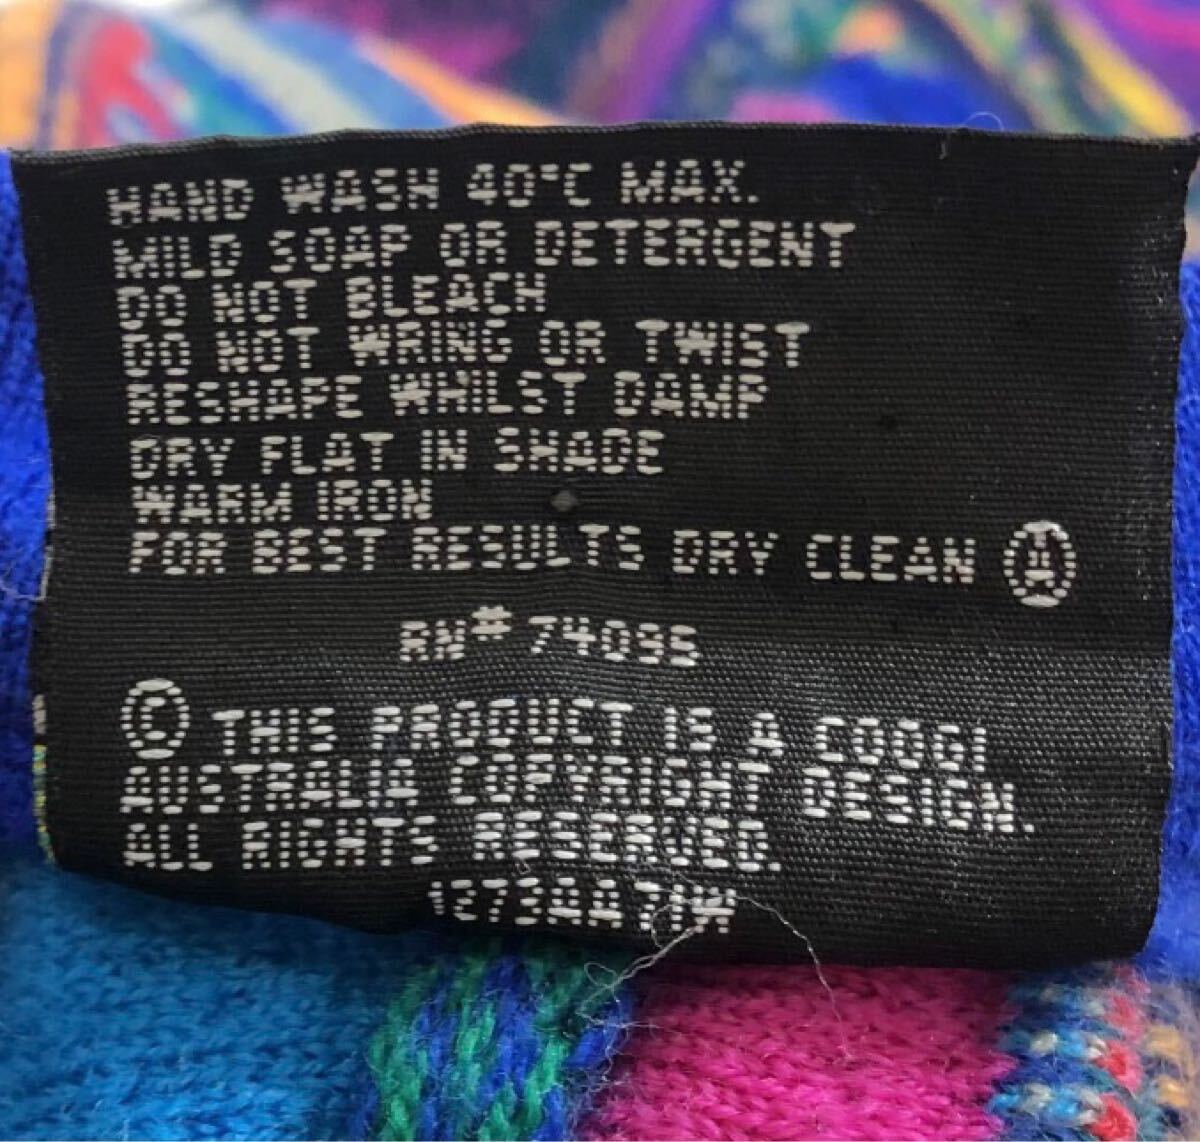 HAND WASH 40°C MAX.
MILD SOAP OR DETERGENT
DO NOT BLEACH
DO NOT WRING OR TWIST
RESHAPE WHILST DAMP
DRY FLAT IN SHADE
WARM IRON
FOR BEST RESULTS DRY CLEAN Ⓐ
RN# 74095
© THIS PRODUCT IS A COOGI
AUSTRALIA COPYRIGHT DESIGN.
ALL RIGHTS RESERVED.
1273AA71W